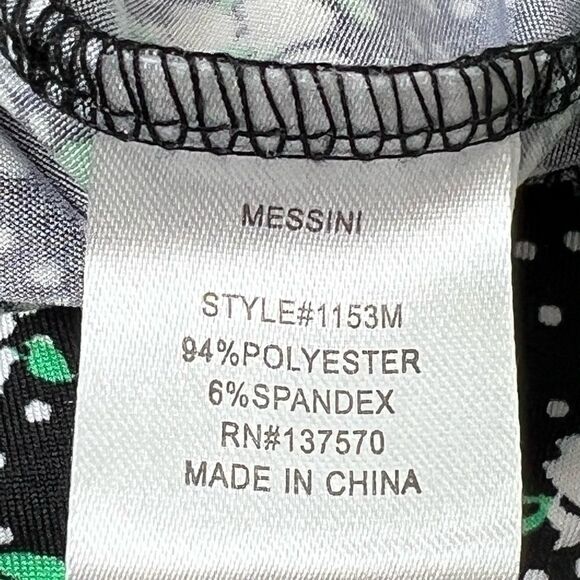 MESSINI
STYLE#1153M
94%POLYESTER
6%SPANDEX
RN#137570
MADE IN CHINA